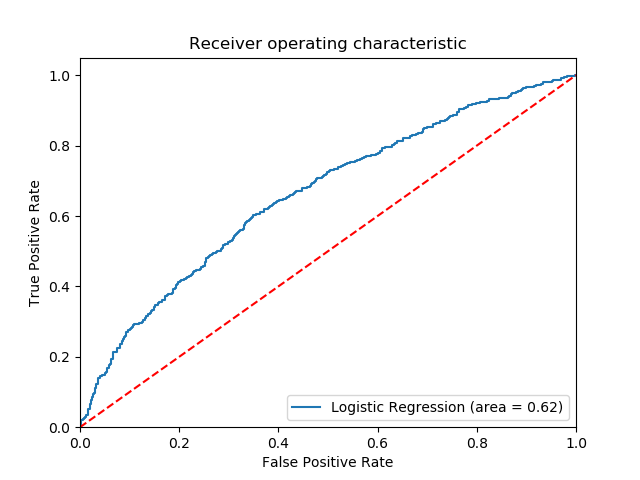 Receiver operating characteristic
True Positive Rate
1.0
0.8
0.6
0.4
0.2
0.0
Logistic Regression (area = 0.62)
0.0 0.2 0.4 0.6 0.8 1.0
False Positive Rate